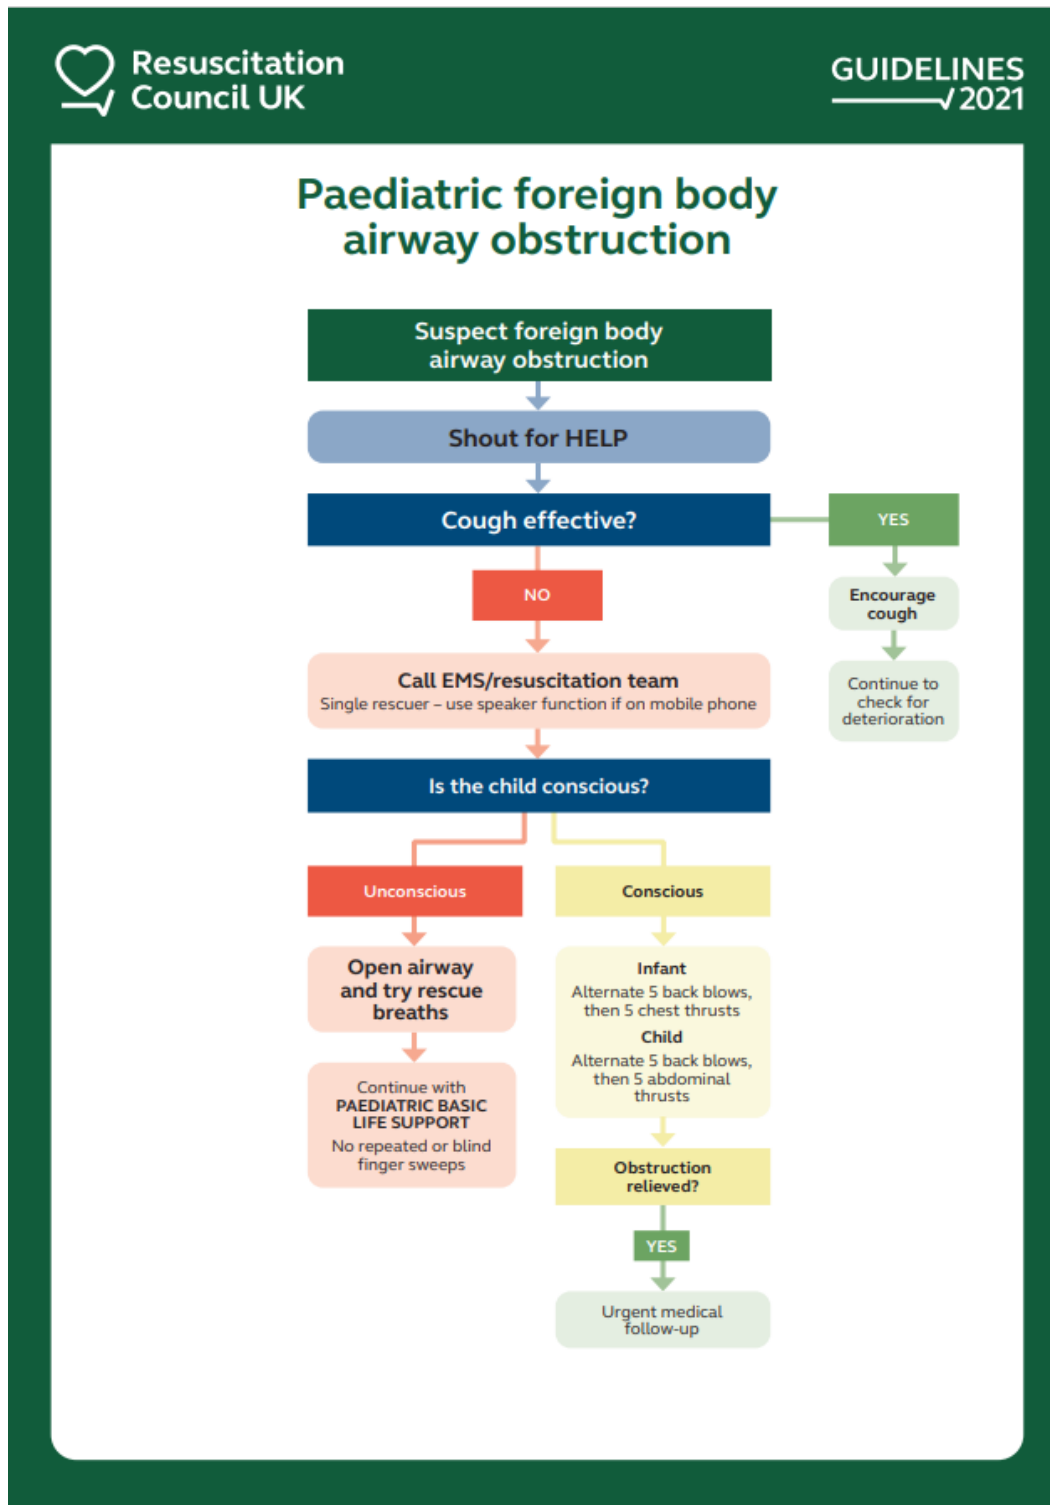 Resuscitation
Council UK
GUIDELINES
2021
Paediatric foreign body
airway obstruction
Suspect foreign body
airway obstruction
Shout for HELP
Cough effective?
YES
NO
Encourage
cough
Call EMS/resuscitation team
Single rescuer – use speaker function if on mobile phone
Continue to
check for
deterioration
Is the child conscious?
Unconscious
Open airway
and try rescue
breaths
Continue with
PAEDIATRIC BASIC
LIFE SUPPORT
No repeated or blind
finger sweeps
Conscious
Infant
Alternate 5 back blows,
then 5 chest thrusts
Child
Alternate 5 back blows,
then 5 abdominal
thrusts
Obstruction
relieved?
YES
Urgent medical
follow-up